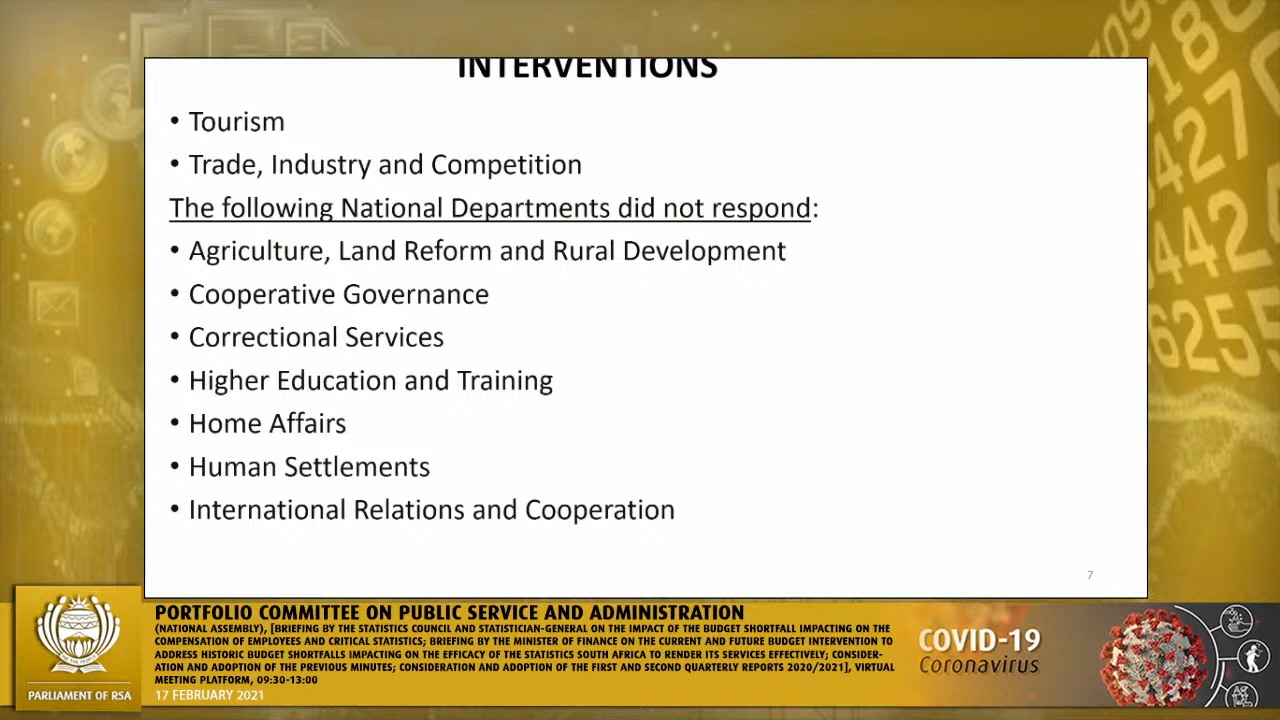 INTERVENTIONS
• Tourism
• Trade, Industry and Competition
The following National Departments did not respond:
• Agriculture, Land Reform and Rural Development
• Cooperative Governance
• Correctional Services
• Higher Education and Training
• Home Affairs
• Human Settlements
• International Relations and Cooperation
7
PORTFOLIO COMMITTEE ON PUBLIC SERVICE AND ADMINISTRATION
(NATIONAL ASSEMBLY), [BRIEFING BY THE STATISTICS COUNCIL AND STATISTICIAN-GENERAL ON THE IMPACT OF THE BUDGET SHORTFALL IMPACTING ON THE
COMPENSATION OF EMPLOYEES AND CRITICAL STATISTICS; BRIEFING BY THE MINISTER OF FINANCE ON THE CURRENT AND FUTURE BUDGET INTERVENTION TO
ADDRESS HISTORIC BUDGET SHORTFALLS IMPACTING ON THE EFFICACY OF THE STATISTICS SOUTH AFRICA TO RENDER ITS SERVICES EFFECTIVELY; CONSIDER-
ATION AND ADOPTION OF THE PREVIOUS MINUTES; CONSIDERATION AND ADOPTION OF THE FIRST AND SECOND QUARTERLY REPORTS 2020/2021], VIRTUAL
MEETING PLATFORM, 09:30-13:00
17 FEBRUARY 2021
PARLIAMENT OF RSA
COVID-19
Coronavirus